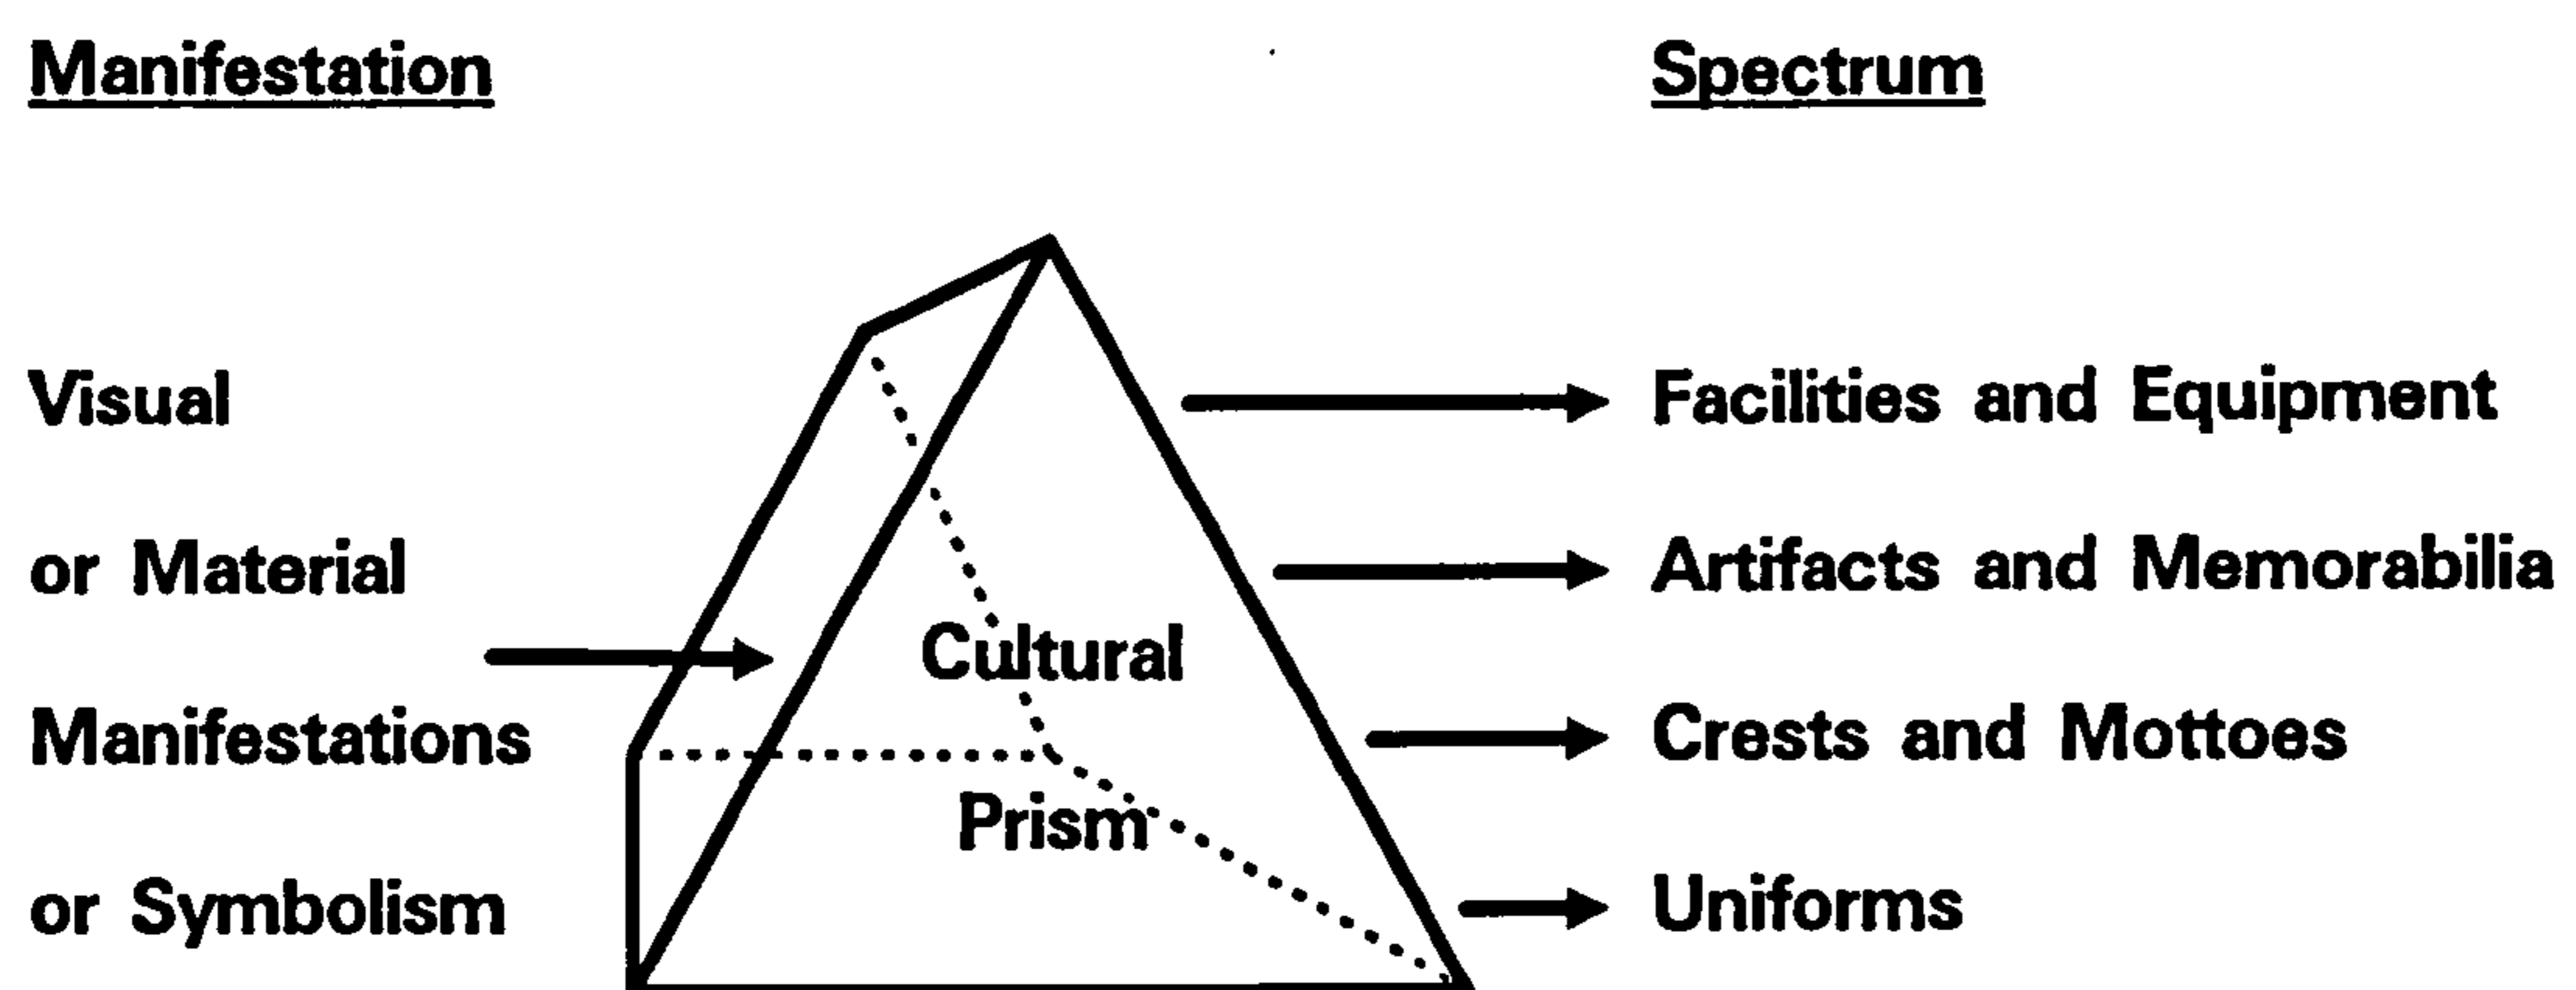 Manifestation
Spectrum
Visual
or Material
Manifestations
or Symbolism
Cultural
Prism
Facilities and Equipment
Artifacts and Memorabilia
Crests and Mottoes
Uniforms